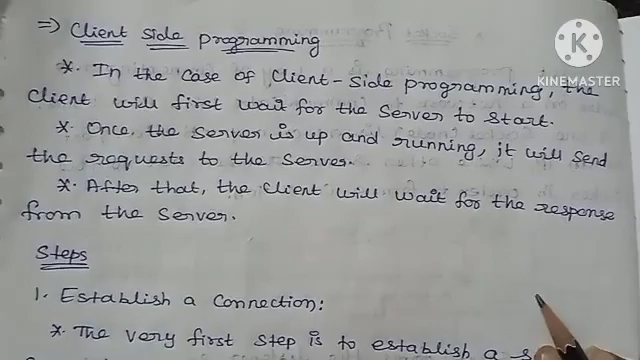 ⇒ Client side programming
*. In the case of client-side programming, the
client will first wait for the server to start.
*. Once the server is up and running, it will send
the requests to the server.
*. After that, the client will wait for the response
from the server.
Steps
1. Establish a connection:
*. The very first step is to establish a
K
KINEMASTER